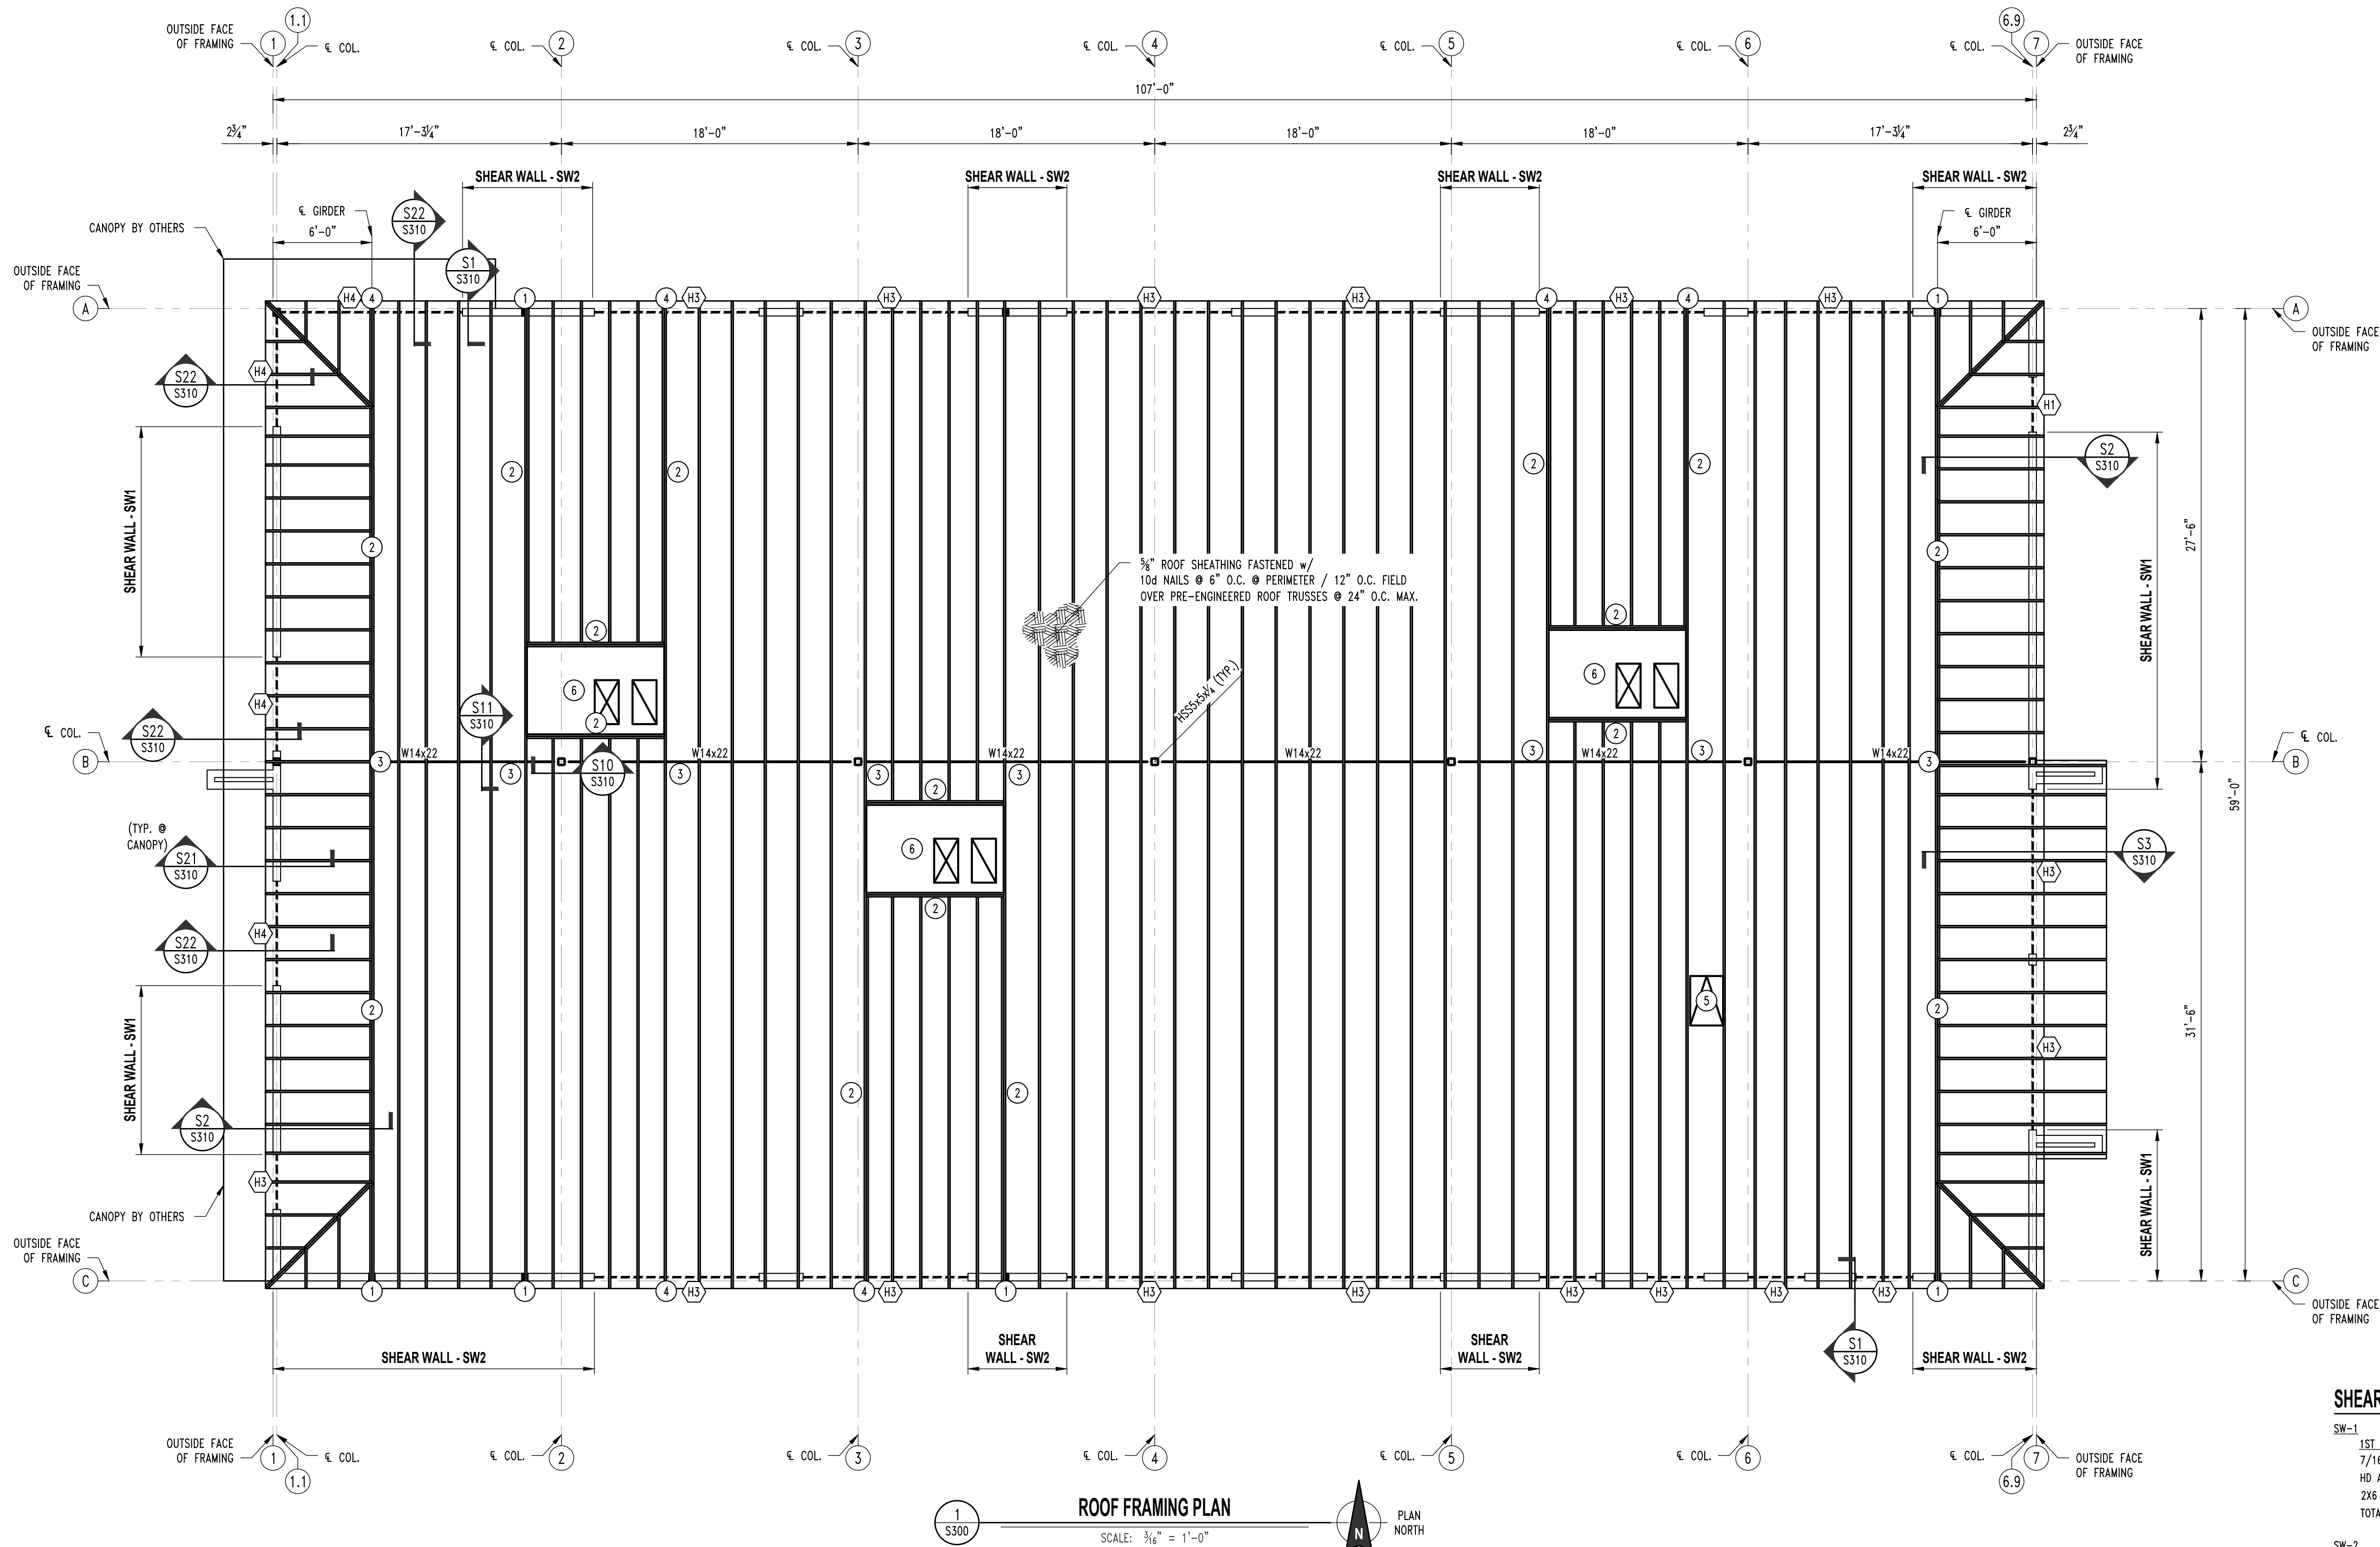 1.1
6.9
OUTSIDE FACE
OF FRAMING
1
℄ COL.
℄ COL.
2
℄ COL.
3
℄ COL.
4
℄ COL.
5
℄ COL.
6
℄ COL.
7
OUTSIDE FACE
OF FRAMING
107'-0"
2¾"
17'-3¼"
18'-0"
18'-0"
18'-0"
18'-0"
17'-3¼"
2¾"
SHEAR WALL - SW2
SHEAR WALL - SW2
SHEAR WALL - SW2
SHEAR WALL - SW2
℄ GIRDER
6'-0"
S22
S310
℄ GIRDER
6'-0"
CANOPY BY OTHERS
S1
S310
OUTSIDE FACE
OF FRAMING
A
H4
4
1
4
H3
H3
H3
H3
4
H3
4
H3
1
A
OUTSIDE FACE
OF FRAMING
H4
S22
S310
H1
S2
S310
2
2
2
2
SHEAR WALL - SW1
2
2
27'-6"
SHEAR WALL - SW1
⅝" ROOF SHEATHING FASTENED w/
10d NAILS @ 6" O.C. @ PERIMETER / 12" O.C. FIELD
OVER PRE-ENGINEERED ROOF TRUSSES @ 24" O.C. MAX.
2
2
6
6
HSS5x5x¼ (TYP.)
H4
S11
S310
2
2
℄ COL.
S22
S310
B
3
W14x22
3
S10
S310
W14x22
3
3
W14x22
3
W14x22
3
W14x22
3
W14x22
3
℄ COL.
B
2
59'-0"
(TYP. @
CANOPY)
S21
S310
6
S3
S310
H3
2
H4
S22
S310
5
2
2
31'-6"
H3
SHEAR WALL - SW1
2
2
S2
S310
SHEAR WALL - SW1
H3
CANOPY BY OTHERS
OUTSIDE FACE
OF FRAMING
C
1
1
4
H3
4
H3
1
H3
H3
H3
H3
H3
H3
1
C
OUTSIDE FACE
OF FRAMING
SHEAR WALL - SW2
SHEAR
WALL - SW2
SHEAR
WALL - SW2
S1
S310
SHEAR WALL - SW2
OUTSIDE FACE
OF FRAMING
1
℄ COL.
1.1
℄ COL.
2
℄ COL.
3
℄ COL.
4
℄ COL.
5
℄ COL.
6
℄ COL.
7
6.9
OUTSIDE FACE
OF FRAMING
1
S300
ROOF FRAMING PLAN
SCALE: 3/16" = 1'-0"
N
PLAN
NORTH
SHEAR
SW-1
1ST
7/16
HD
2X6
TOTA
SW-2